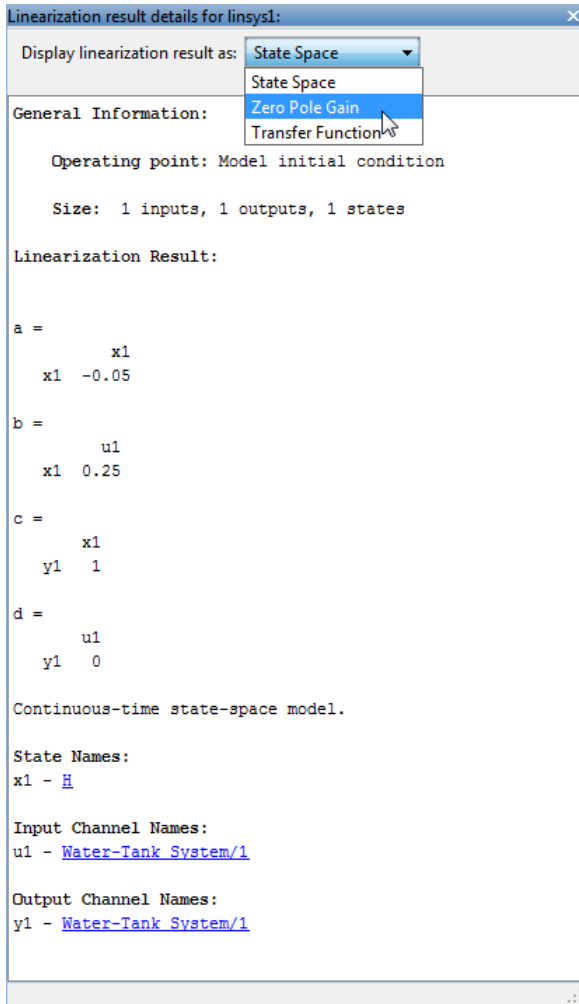 Linearization result details for linsys1:
Display linearization result as: State Space
State Space
Zero Pole Gain
Transfer Function
General Information:
Operating point: Model initial condition
Size: 1 inputs, 1 outputs, 1 states
Linearization Result:
a =
x1
x1 -0.05
b =
u1
x1 0.25
c =
x1
y1 1
d =
u1
y1 0
Continuous-time state-space model.
State Names:
x1 - H
Input Channel Names:
u1 - Water-Tank System/1
Output Channel Names:
y1 - Water-Tank System/1